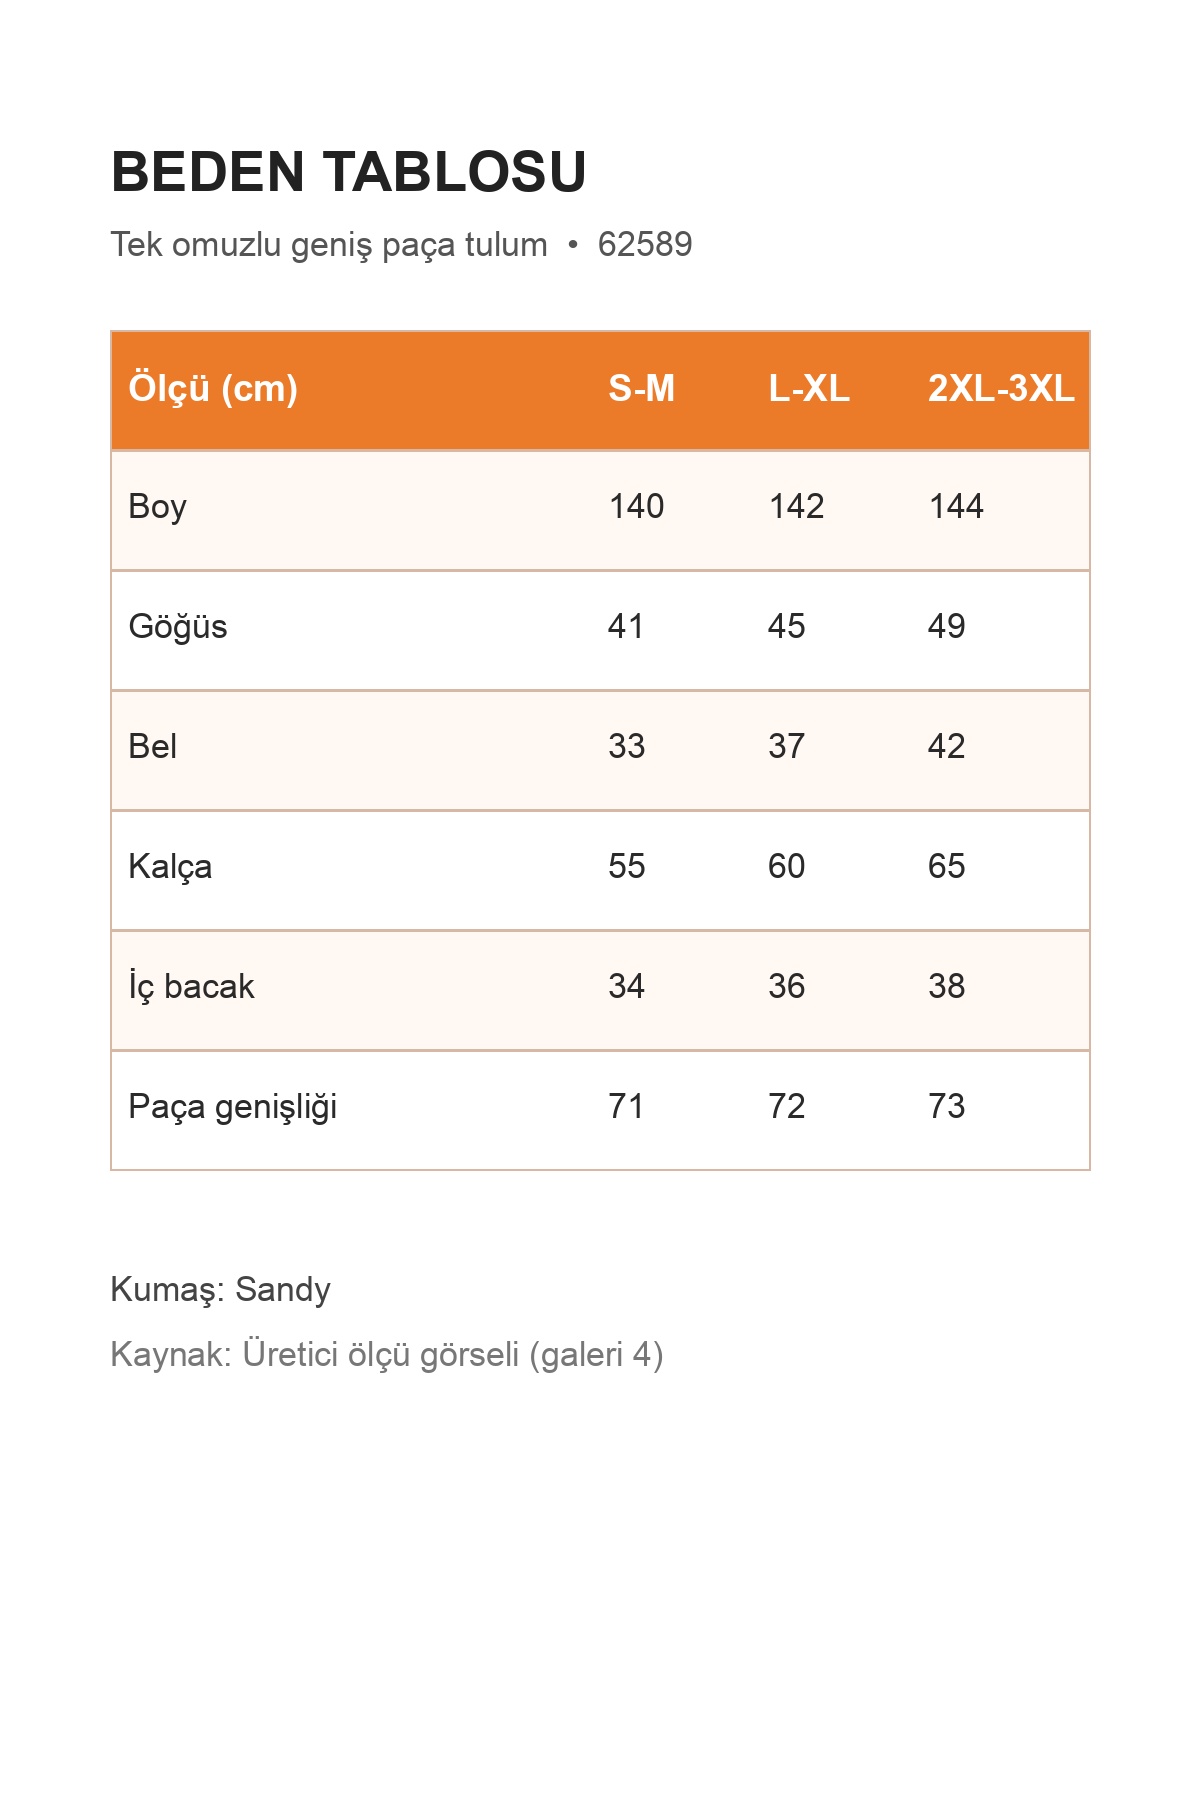 BEDEN TABLOSU
Tek omuzlu geniş paça tulum • 62589
Ölçü (cm) S-M L-XL 2XL-3XL
Boy 140 142 144
Göğüs 41 45 49
Bel 33 37 42
Kalça 55 60 65
İç bacak 34 36 38
Paça genişliği 71 72 73
Kumaş: Sandy
Kaynak: Üretici ölçü görseli (galeri 4)